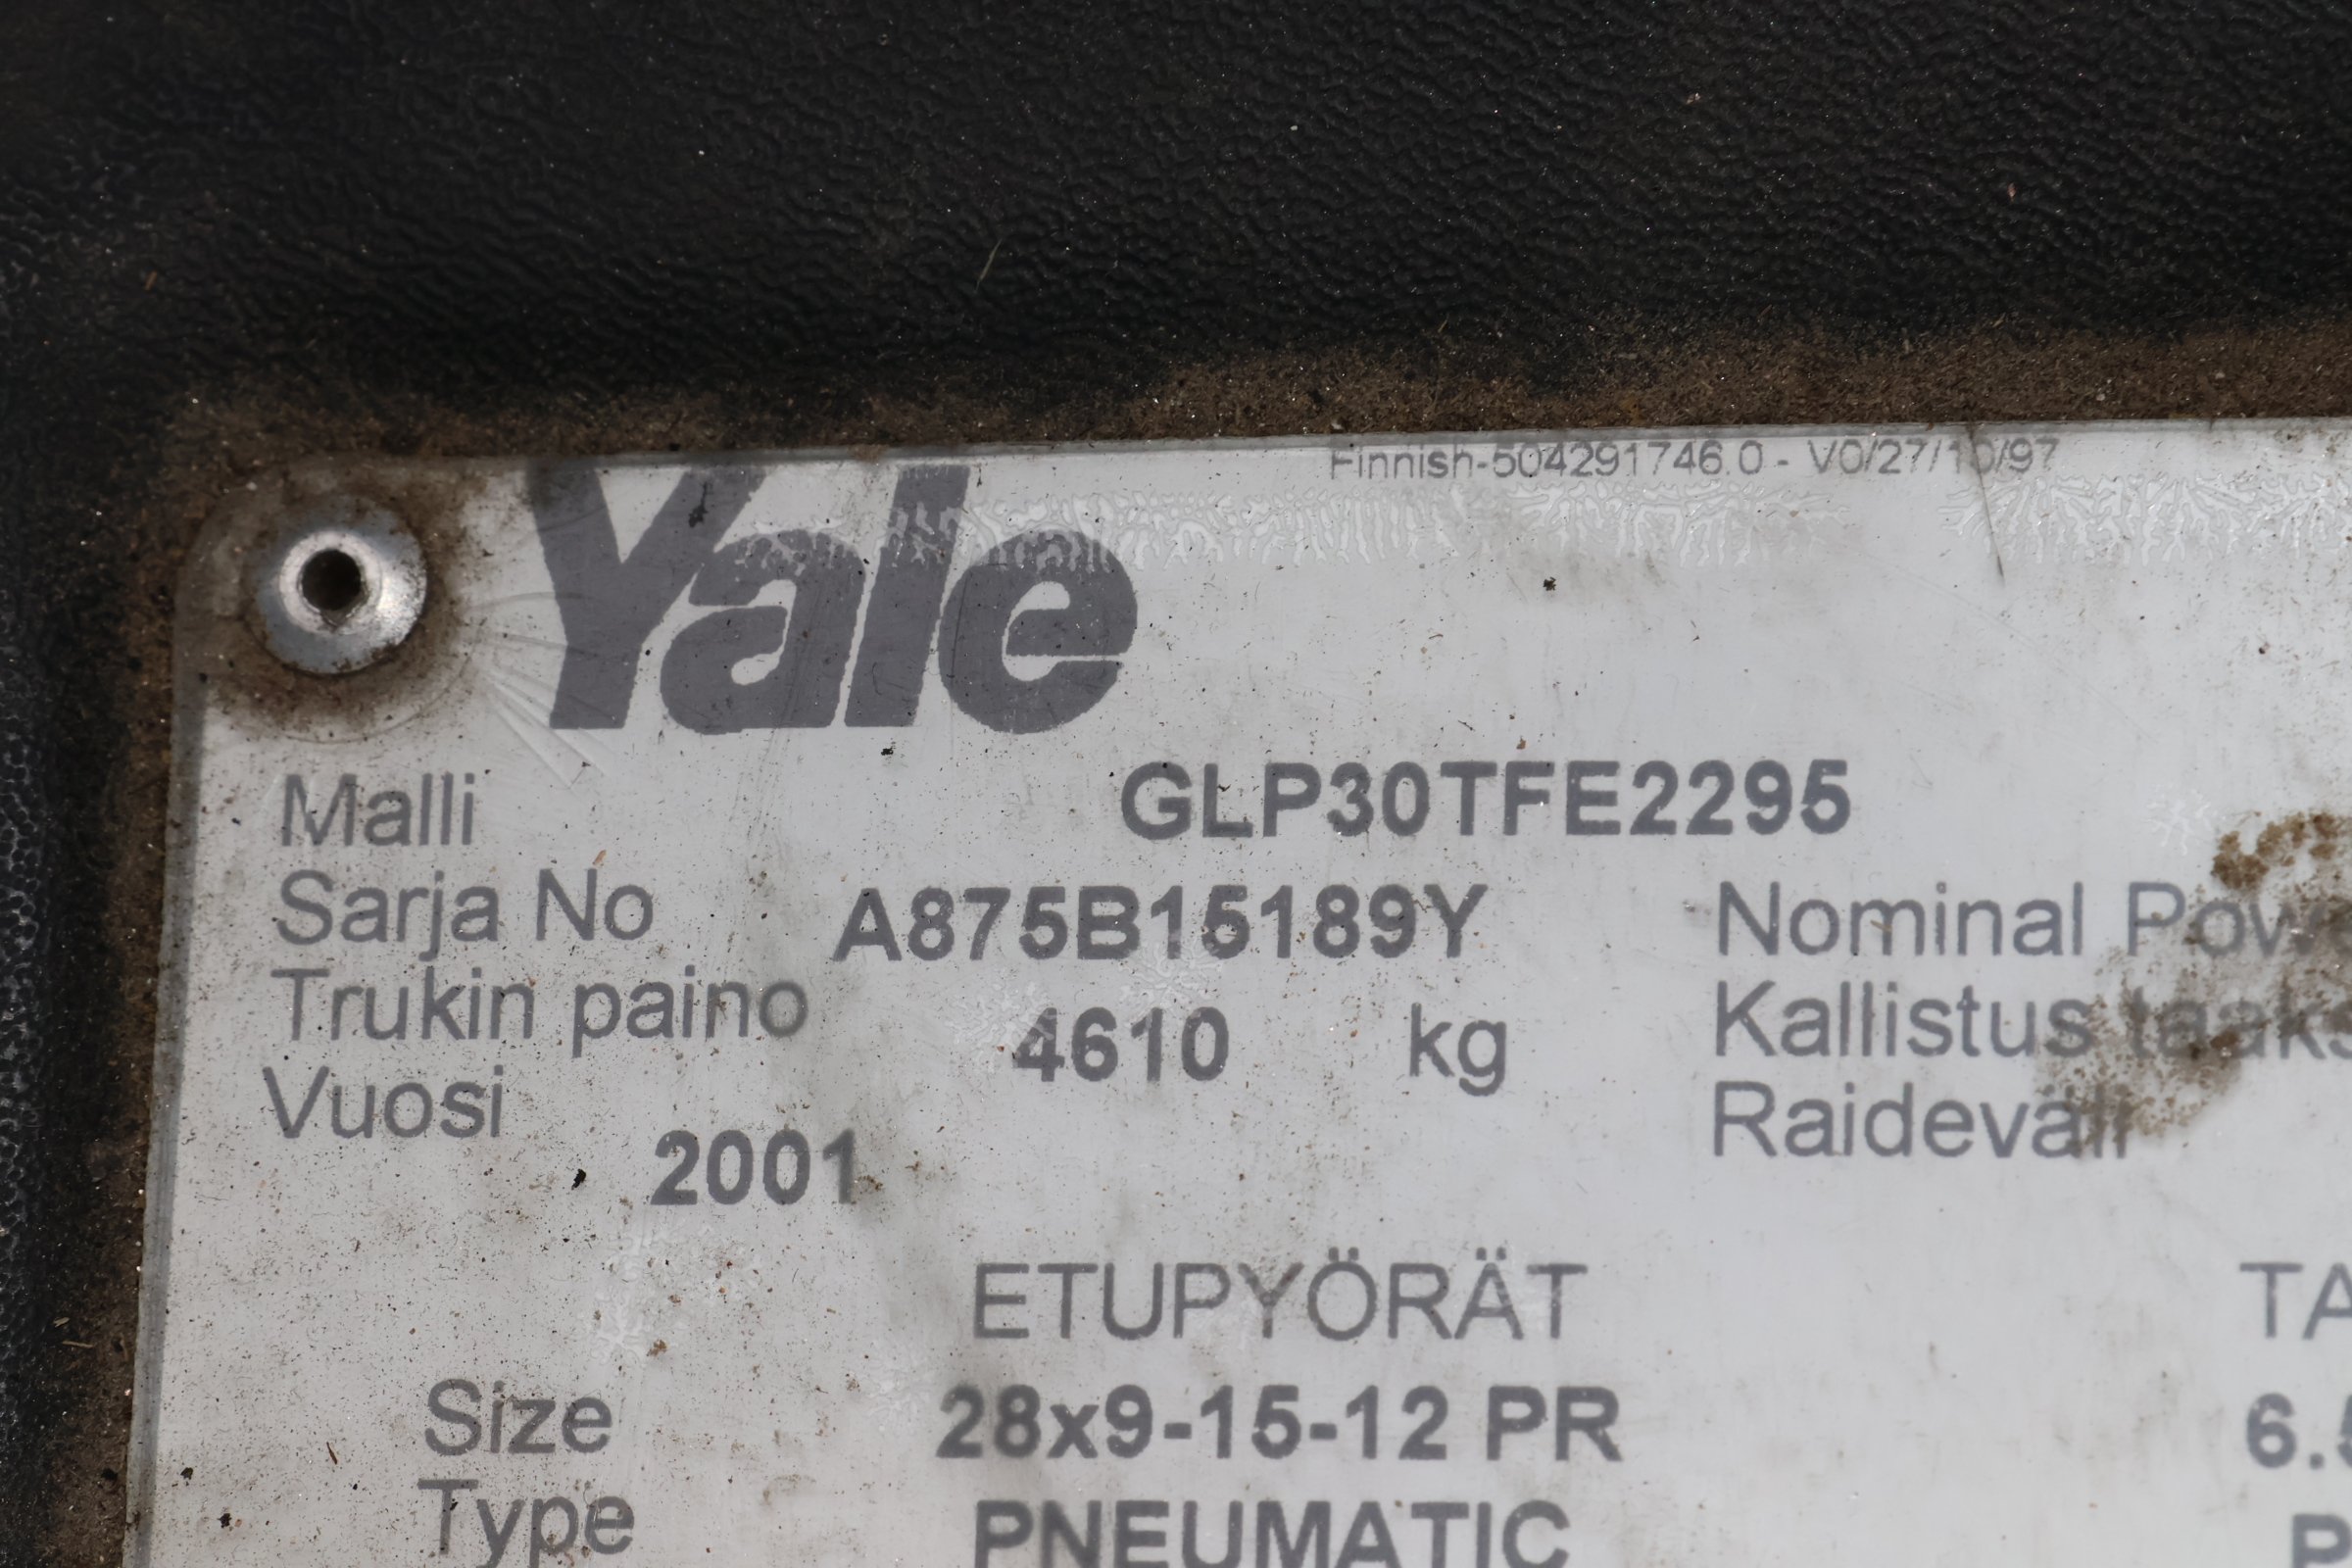 Finnish-504291746.0 - V0/27/10/97
Yale
Malli GLP30TFE2295
Sarja No A875B15189Y Nominal
Trukin paino 4610 kg Kallistus
Vuosi 2001 Raideväli
ETUPYÖRÄT
Size 28x9-15-12 PR
Type PNEUMATIC